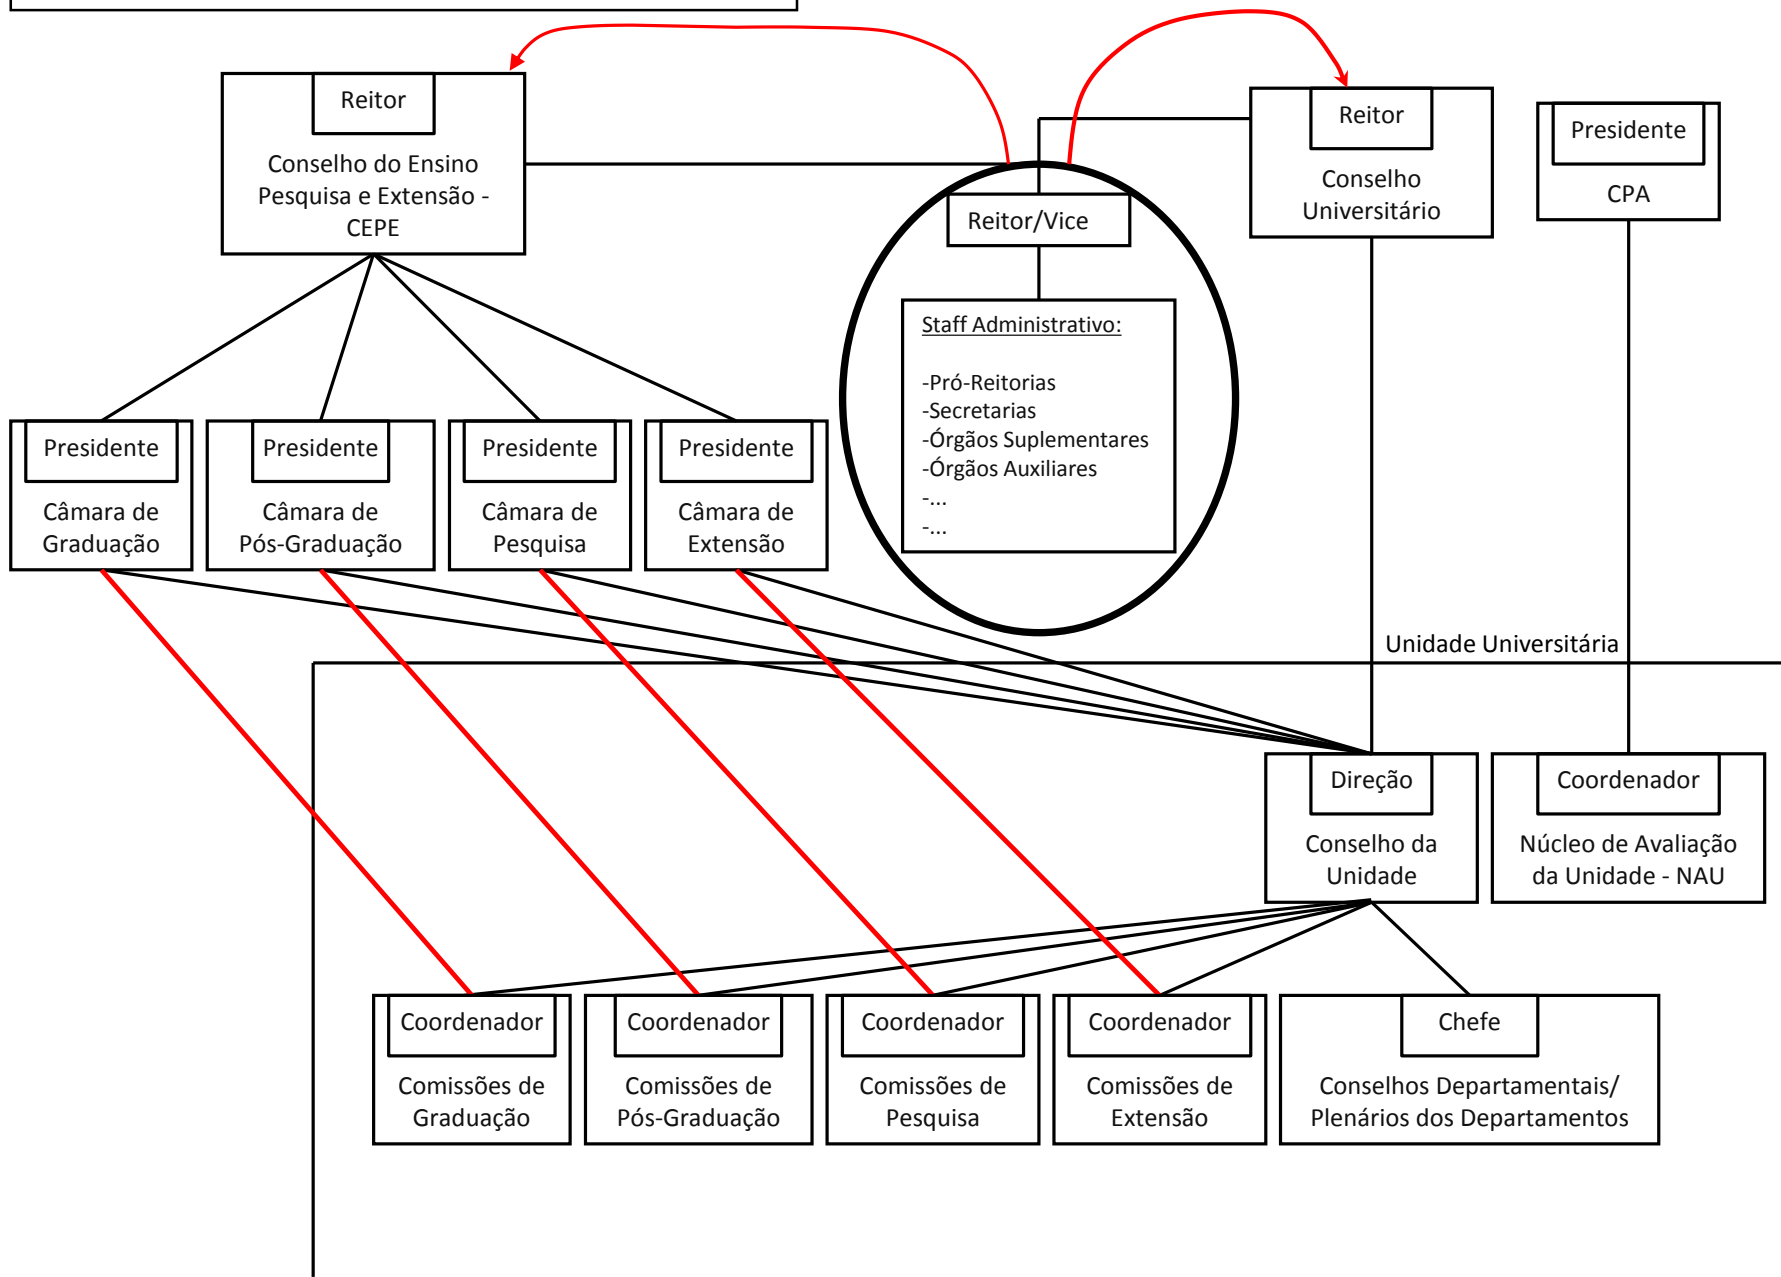 Reitor
Conselho do Ensino
Pesquisa e Extensão -
CEPE
Reitor/Vice
Staff Administrativo:
-Pró-Reitorias
-Secretarias
-Órgãos Suplementares
-Órgãos Auxiliares
-...
-...
Reitor
Conselho
Universitário
Presidente
CPA
Presidente
Câmara de
Graduação
Presidente
Câmara de
Pós-Graduação
Presidente
Câmara de
Pesquisa
Presidente
Câmara de
Extensão
Unidade Universitária
Direção
Conselho da
Unidade
Coordenador
Núcleo de Avaliação
da Unidade - NAU
Coordenador
Comissões de
Graduação
Coordenador
Comissões de
Pós-Graduação
Coordenador
Comissões de
Pesquisa
Coordenador
Comissões de
Extensão
Chefe
Conselhos Departamentais/
Plenários dos Departamentos